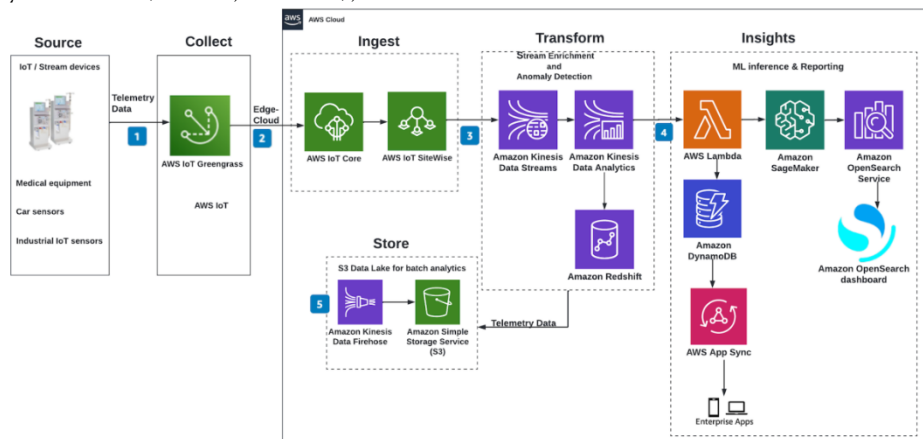 aws
AWS Cloud
Source
Collect
Ingest
Transform
Insights
IoT / Stream devices
Stream Enrichment
and
Anomaly Detection
ML inference & Reporting
Telemetry
Data
1
Edge-
Cloud
2
3
4
AWS IoT Greengrass
AWS IoT Core
AWS IoT SiteWise
Amazon Kinesis
Data Streams
Amazon Kinesis
Data Analytics
AWS Lambda
Amazon
SageMaker
Amazon
OpenSearch
Service
Medical equipment
Car sensors
Industrial IoT sensors
AWS IoT
Store
S3 Data Lake for batch analytics
5
Amazon Kinesis
Data Firehose
Amazon Simple
Storage Service
(S3)
Telemetry Data
Amazon Redshift
Amazon
DynamoDB
Amazon OpenSearch
dashboard
AWS App Sync
Enterprise Apps